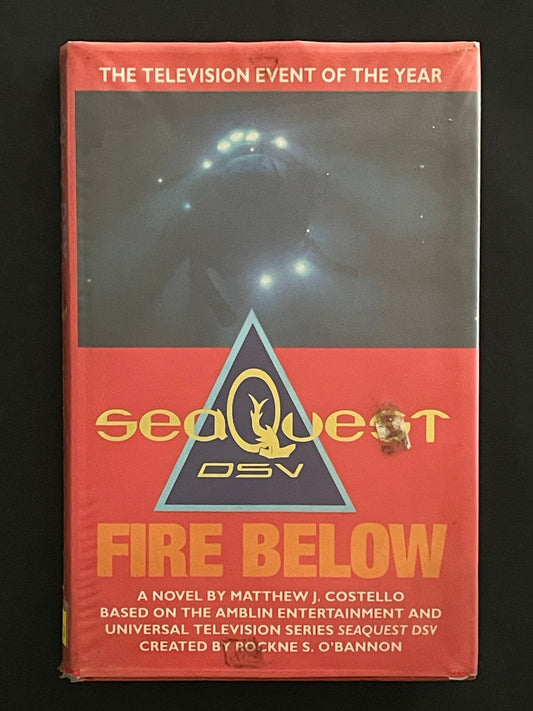 THE TELEVISION EVENT OF THE YEAR
seaQuest
DSV
FIRE BELOW
A NOVEL BY MATTHEW J. COSTELLO
BASED ON THE AMBLIN ENTERTAINMENT AND
UNIVERSAL TELEVISION SERIES SEAQUEST DSV
CREATED BY ROCKNE S. O'BANNON